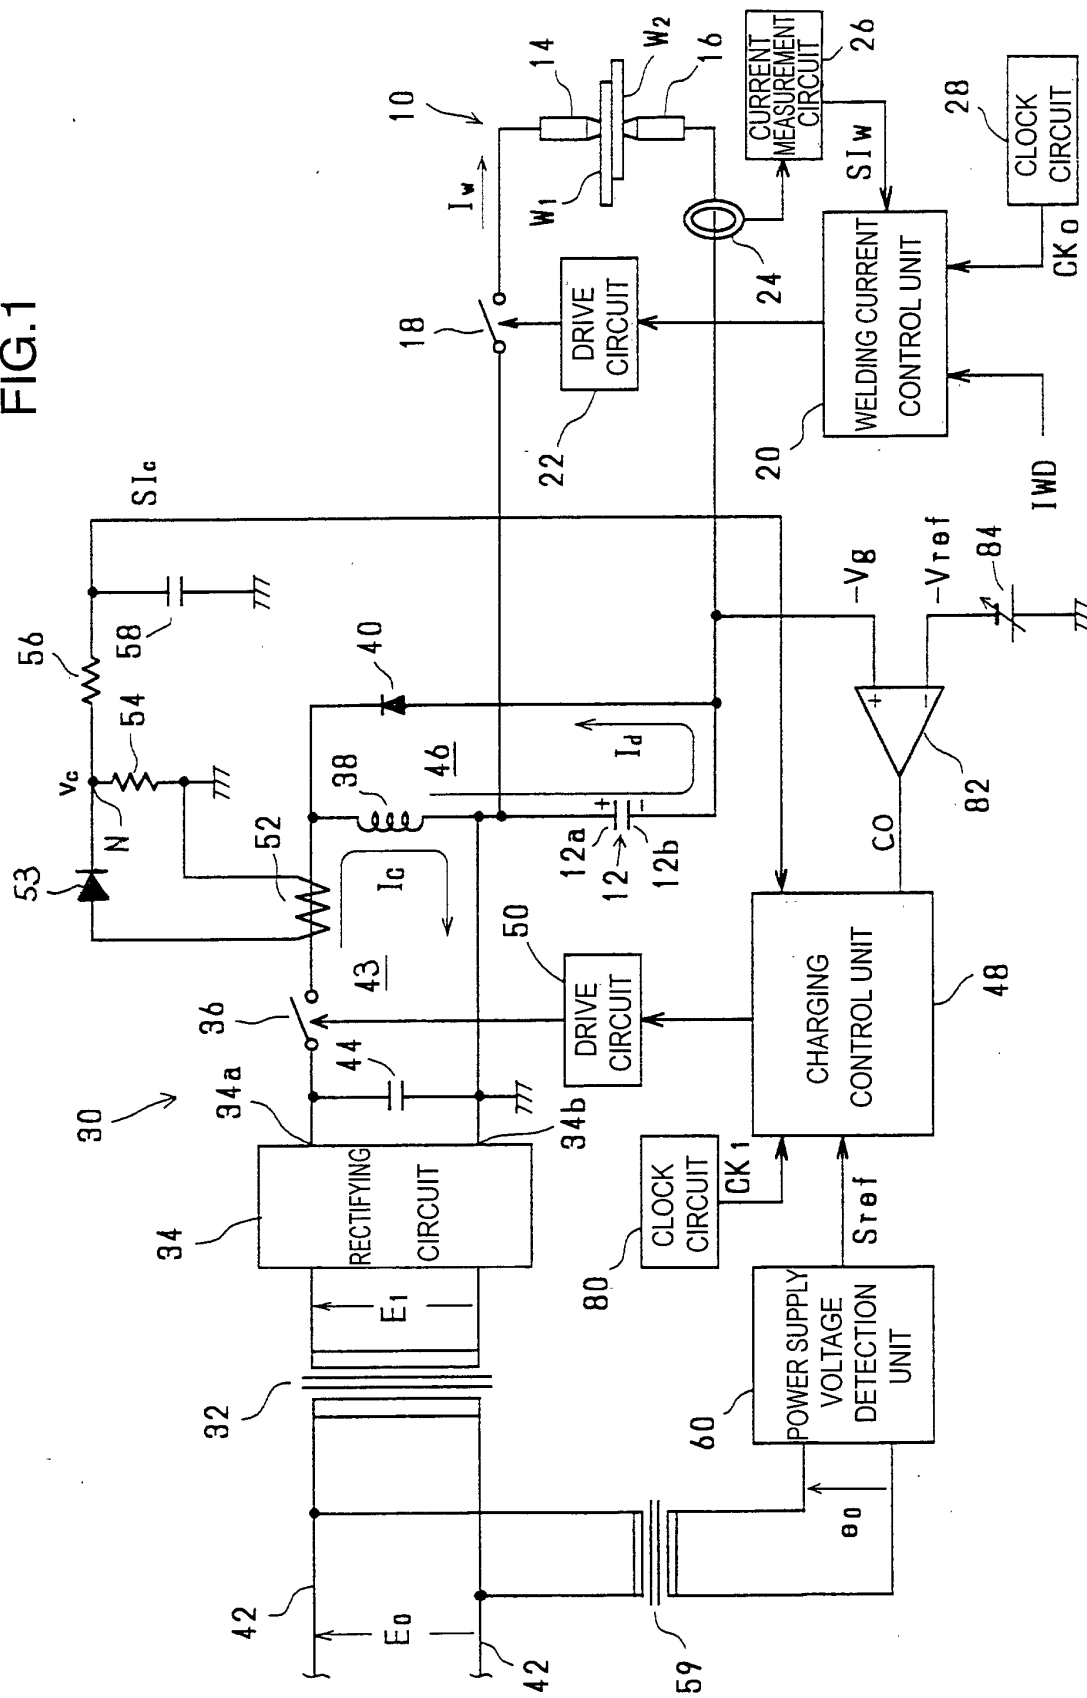 FIG.1
30
34
34a
34b
RECTIFYING
CIRCUIT
32
E1
E0
42
42
59
e0
60
POWER SUPPLY
VOLTAGE
DETECTION
UNIT
Sref
80
CLOCK
CIRCUIT
CK1
CHARGING
CONTROL UNIT
48
50
DRIVE
CIRCUIT
36
44
43
Ic
52
53
N
Vc
54
56
58
SIc
38
46
40
Id
12a
12
12b
+
−
CO
82
+
−
−Vg
−Vref
84
10
Iw
18
14
16
W1
W2
22
DRIVE
CIRCUIT
24
CURRENT
MEASUREMENT
CIRCUIT
26
SIw
20
WELDING CURRENT
CONTROL UNIT
28
CLOCK
CIRCUIT
CK0
IWD